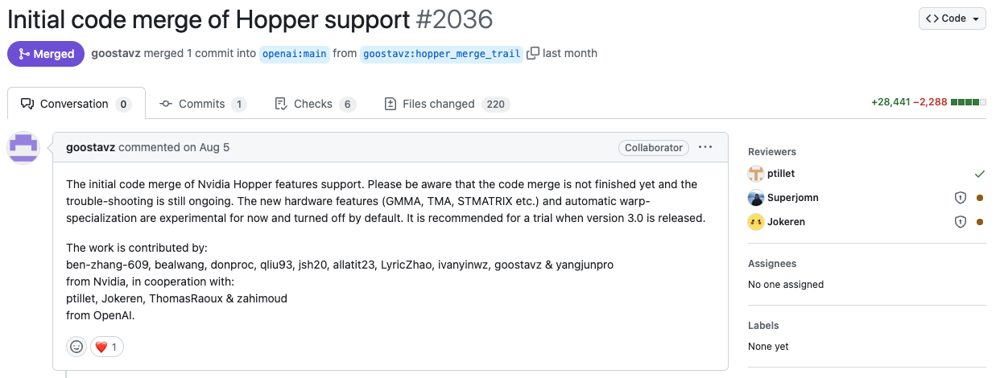 Initial code merge of Hopper support #2036
Code
Merged goostavz merged 1 commit into openai:main from goostavz:hopper_merge_trail last month
Conversation 0 Commits 1 Checks 6 Files changed 220
+28,441 −2,288
goostavz commented on Aug 5
Collaborator
The initial code merge of Nvidia Hopper features support. Please be aware that the code merge is not finished yet and the
trouble-shooting is still ongoing. The new hardware features (GMMA, TMA, STMATRIX etc.) and automatic warp-
specialization are experimental for now and turned off by default. It is recommended for a trial when version 3.0 is released.
The work is contributed by:
ben-zhang-609, bealwang, donproc, qliu93, jsh20, allatit23, LyricZhao, ivanyinwz, goostavz & yangjunpro
from Nvidia, in cooperation with:
ptillet, Jokeren, ThomasRaoux & zahimoud
from OpenAI.
1
Reviewers
ptillet
Superjomn
Jokeren
Assignees
No one assigned
Labels
None yet